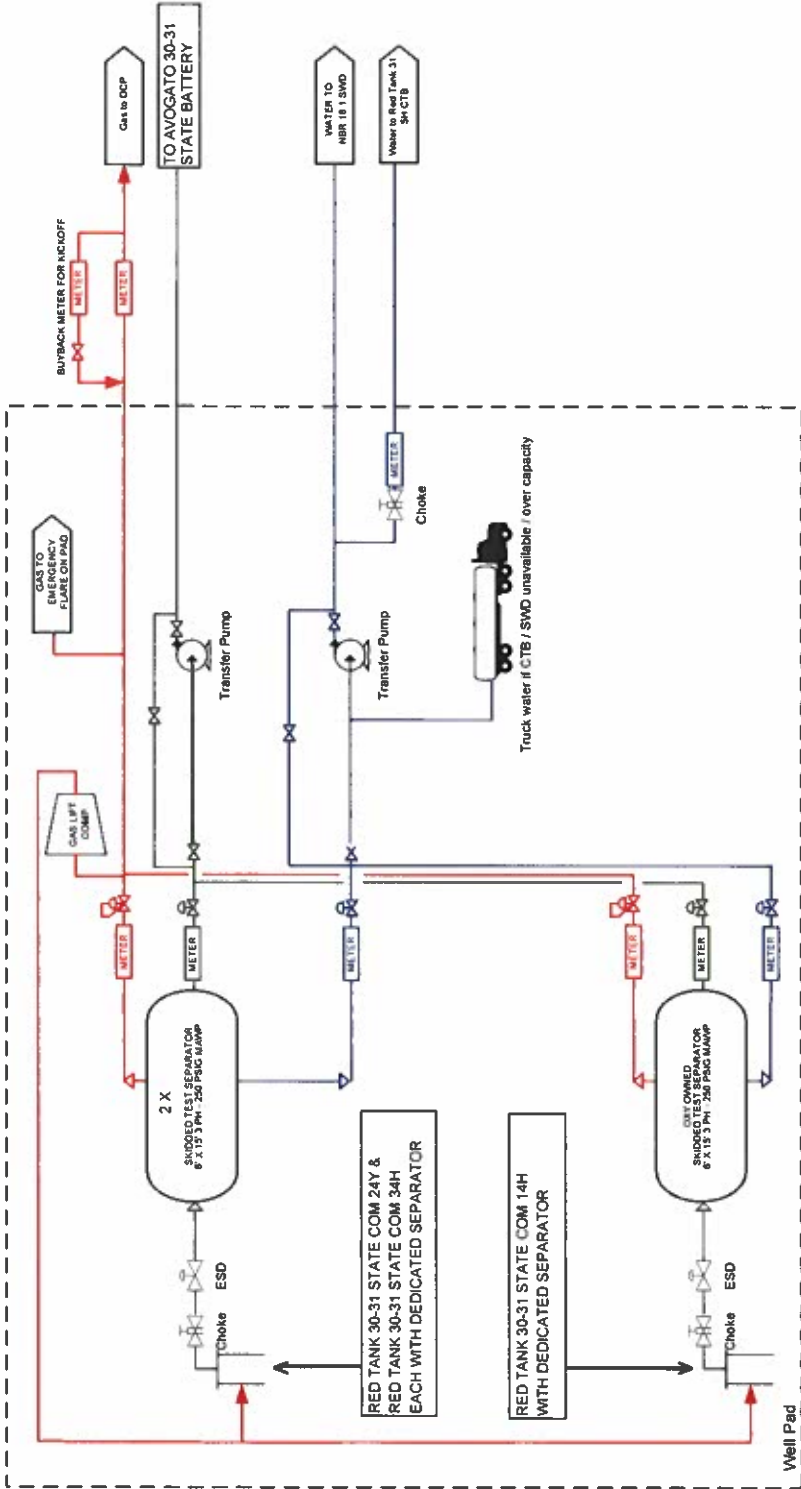 Gas to DCP
TO AVOGATO 30-31
STATE BATTERY
WATER TO
NBR 18 1 SWD
Water to Red Tank 31
SH CTB
BUYBACK METER FOR KICKOFF
METER
METER
GAS TO
EMERGENCY
FLARE ON PAD
METER
Choke
Transfer Pump
Transfer Pump
Truck water if CTB / SWD unavailable / over capacity
GAS LIFT
COMP
METER
METER
METER
METER
METER
METER
2 X
SKIDDED TEST SEPARATOR
6' X 15' 3 PH - 250 PSIG MAWP
OWNED
SKIDDED TEST SEPARATOR
6' X 15' 3 PH - 250 PSIG MAWP
ESD
Choke
RED TANK 30-31 STATE COM 24Y &
RED TANK 30-31 STATE COM 34H
EACH WITH DEDICATED SEPARATOR
RED TANK 30-31 STATE COM 14H
WITH DEDICATED SEPARATOR
ESD
Choke
Well Pad